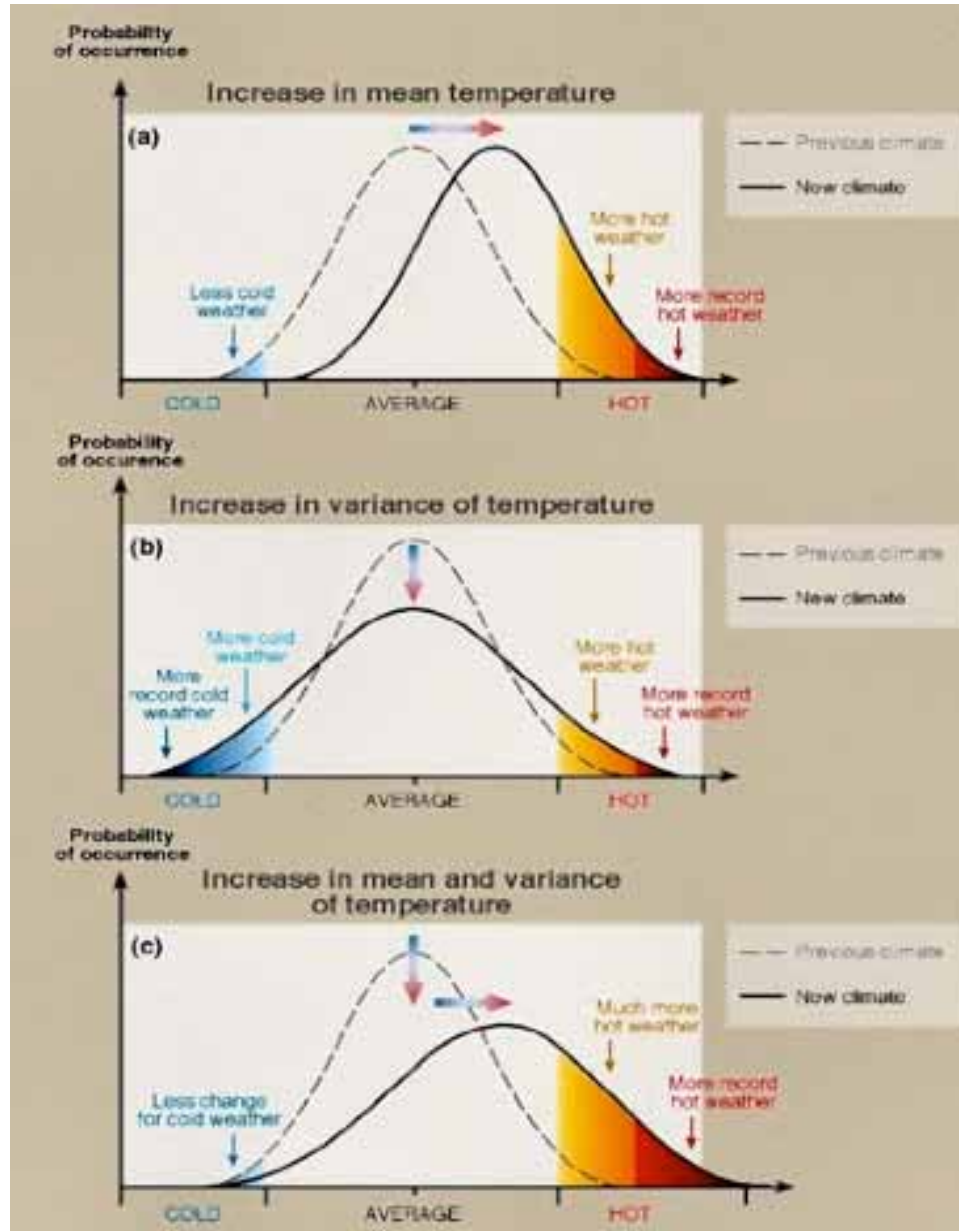 Probability
of occurrence
Increase in mean temperature
(a)
Previous climate
New climate
More hot
weather
Less cold
weather
More record
hot weather
COLD
AVERAGE
HOT
Probability
of occurence
Increase in variance of temperature
(b)
Previous climate
New climate
More cold
weather
More
record cold
weather
More hot
weather
More record
hot weather
COLD
AVERAGE
HOT
Probability
of occurrence
Increase in mean and variance
of temperature
(c)
Previous climate
New climate
Much more
hot weather
More record
hot weather
Less change
for cold weather
COLD
AVERAGE
HOT